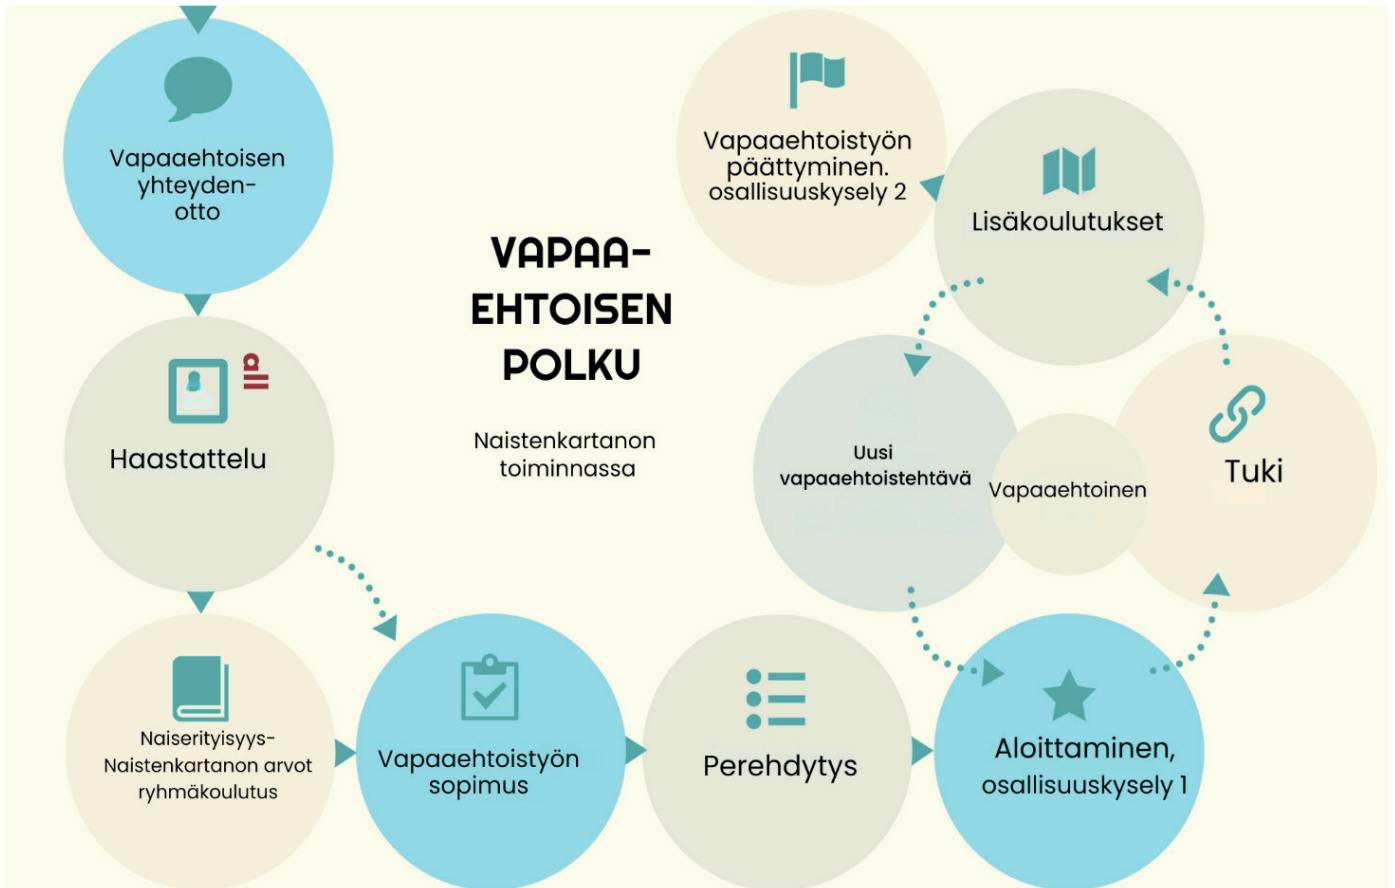 Vapaaehtoisen
yhteyden-
otto
Haastattelu
Naiserityisyys-
Naistenkartanon arvot
ryhmäkoulutus
VAPAA-
EHTOISEN
POLKU
Naistenkartanon
toiminnassa
Vapaaehtoistyön
sopimus
Perehdytys
Aloittaminen,
osallisuuskysely 1
Tuki
Lisäkoulutukset
Uusi
vapaaehtoistehtävä
Vapaaehtoinen
Vapaaehtoistyön
päättyminen.
osallisuuskysely 2